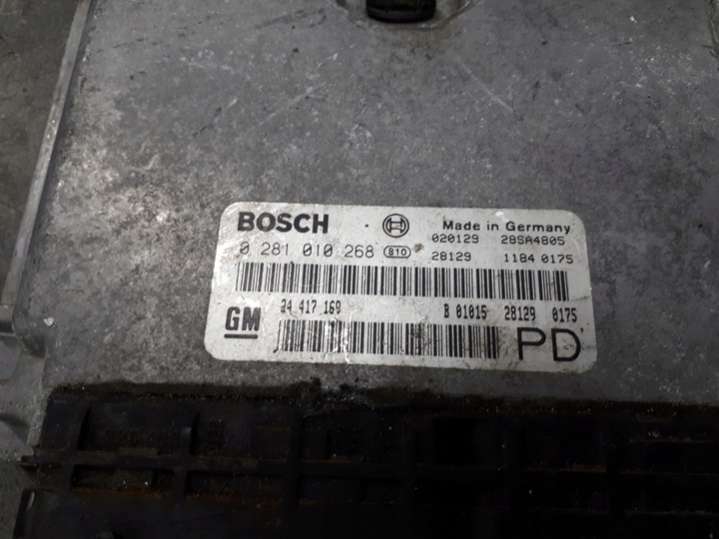 BOSCH Made in Germany
020129 28SA4805
0 281 010 268 S10 28129 1184 0175
GM 24 417 169 B 01015 28129 0175
PD